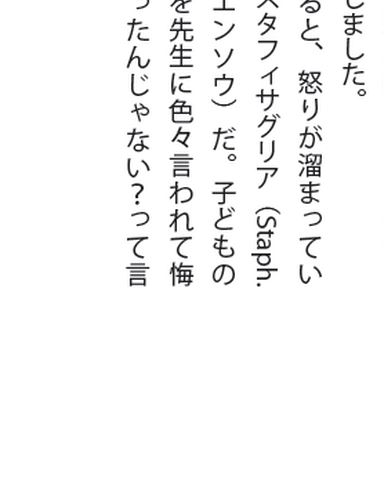 しました。
ると、怒りが溜まってい
スタフィサグリア（Staph.
エンソウ）だ。子どもの
を先生に色々言われて悔
ったんじゃない？って言